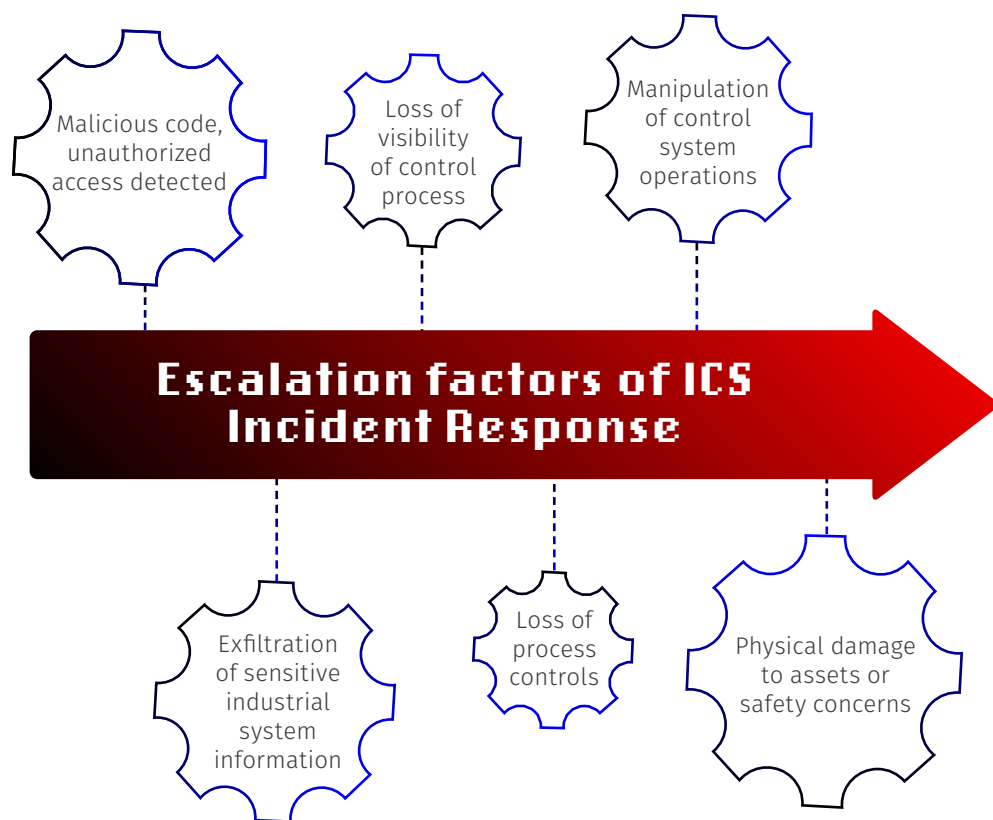 Malicious code,
unauthorized
access detected
Loss of
visibility
of control
process
Manipulation
of control
system
operations
Escalation factors of ICS
Incident Response
Exfiltration
of sensitive
industrial
system
information
Loss of
process
controls
Physical damage
to assets or
safety concerns